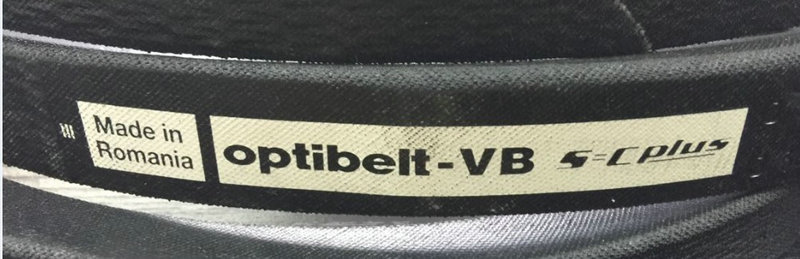 Made in
Romania
optibelt-VB S=C plus